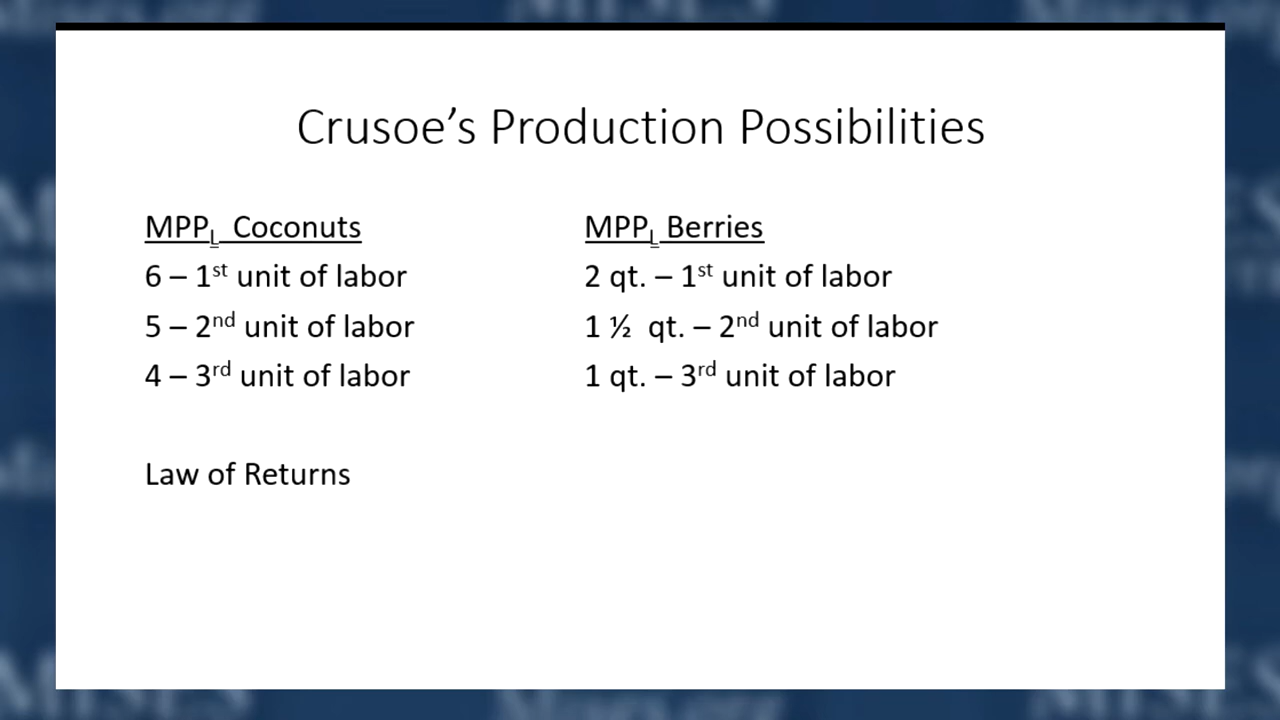 Crusoe’s Production Possibilities
MPPL Coconuts
6 – 1st unit of labor
5 – 2nd unit of labor
4 – 3rd unit of labor
MPPL Berries
2 qt. – 1st unit of labor
1 ½ qt. – 2nd unit of labor
1 qt. – 3rd unit of labor
Law of Returns